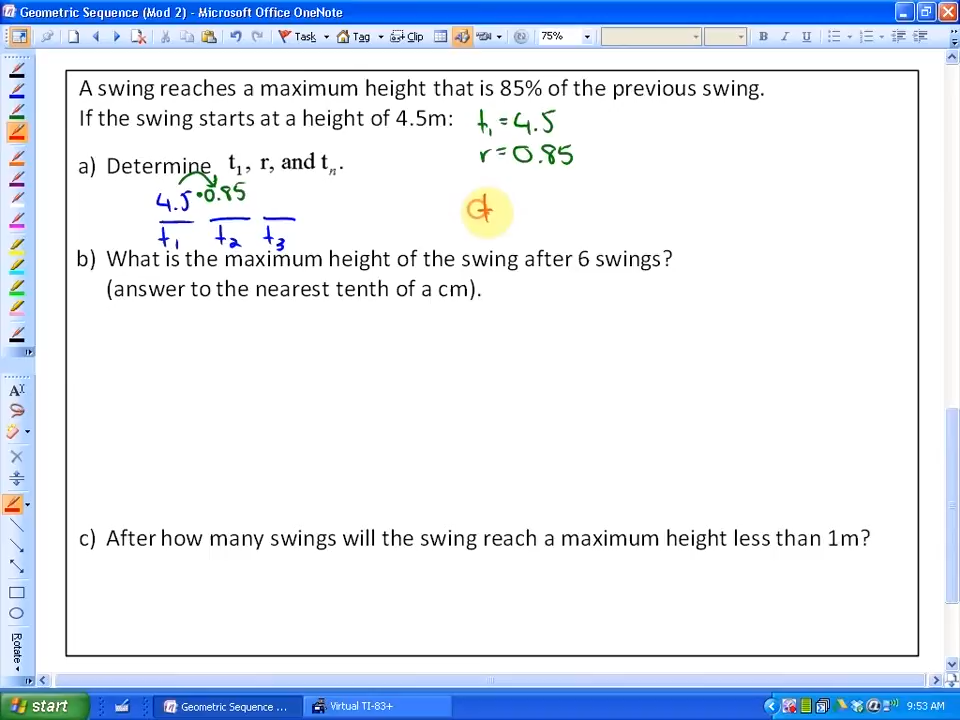 Geometric Sequence (Mod 2) - Microsoft Office OneNote
Task Tag Clip 75% B I U
A swing reaches a maximum height that is 85% of the previous swing.
If the swing starts at a height of 4.5m:
t₁ = 4.5
r = 0.85
a) Determine t₁, r, and tₙ.
4.5 • 0.85
t₁ t₂ t₃
b) What is the maximum height of the swing after 6 swings?
(answer to the nearest tenth of a cm).
c) After how many swings will the swing reach a maximum height less than 1m?
A
Rotate
start Geometric Sequence ... Virtual TI-83+ 9:53 AM